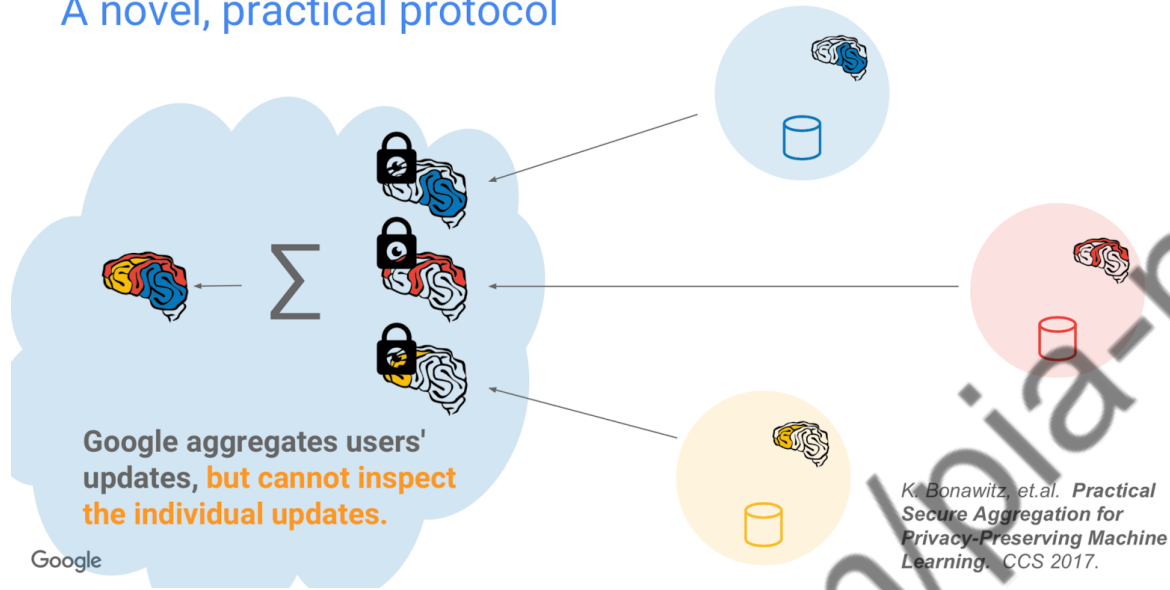 A novel, practical protocol
∑
Google aggregates users'
updates, but cannot inspect
the individual updates.
K. Bonawitz, et.al. Practical
Secure Aggregation for
Privacy-Preserving Machine
Learning. CCS 2017.
Google
n/pia-